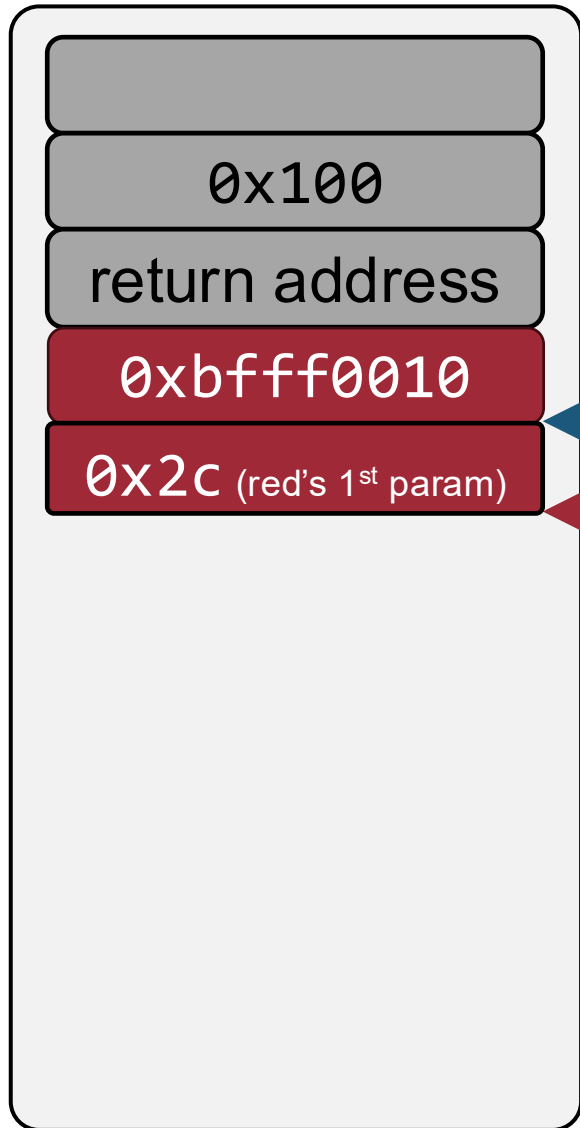 0x100
return address
0xbfff0010
0x2c (red’s 1st param)